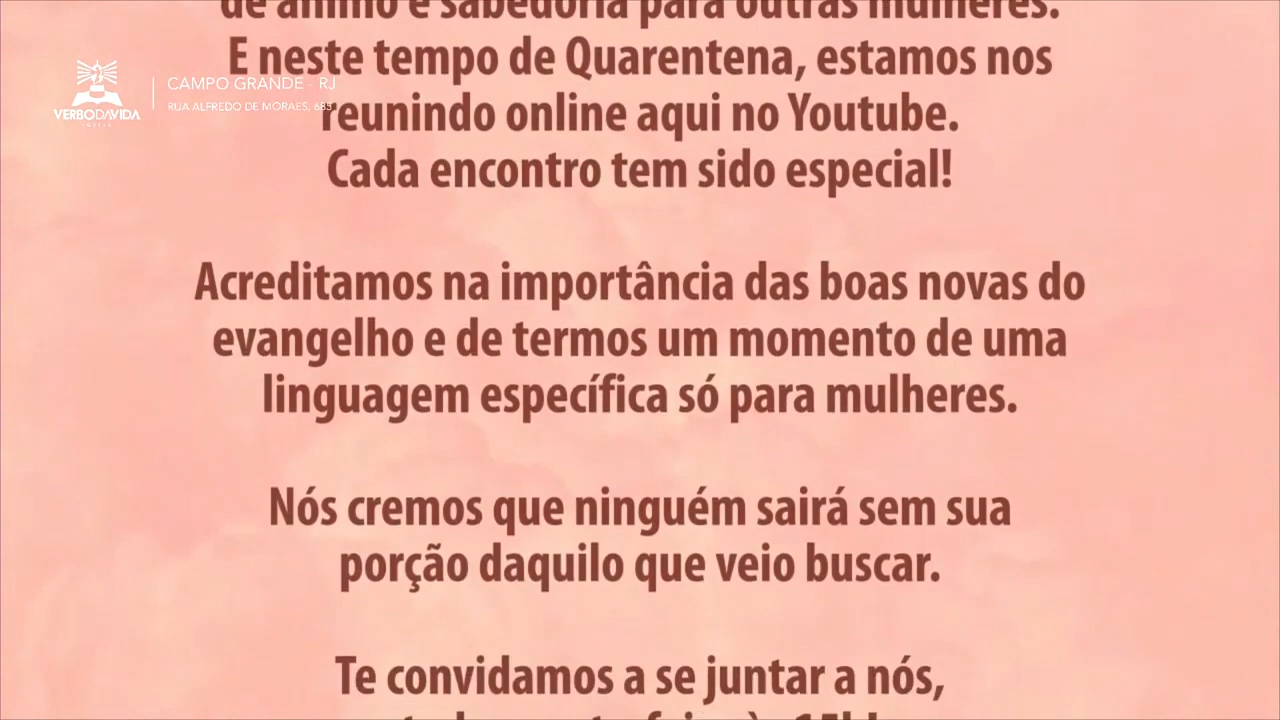 de ânimo e sabedoria para outras mulheres.
E neste tempo de Quarentena, estamos nos
reunindo online aqui no Youtube.
Cada encontro tem sido especial!
VERBODAVIDA
CAMPO GRANDE - RJ
RUA ALFREDO DE MORAES, 685
Acreditamos na importância das boas novas do
evangelho e de termos um momento de uma
linguagem específica só para mulheres.
Nós cremos que ninguém sairá sem sua
porção daquilo que veio buscar.
Te convidamos a se juntar a nós,